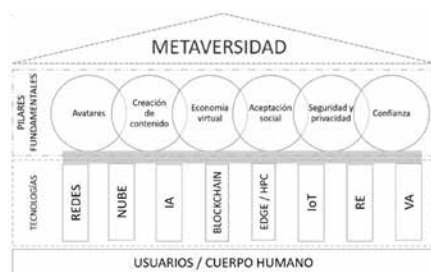 METAVERSIDAD
PILARES
FUNDAMENTALES
Avatares
Creación
de
contenido
Economía
virtual
Aceptación
social
Seguridad y
privacidad
Confianza
TECNOLOGÍAS
REDES
NUBE
IA
BLOCKCHAIN
EDGE / HPC
IoT
RE
VA
USUARIOS / CUERPO HUMANO